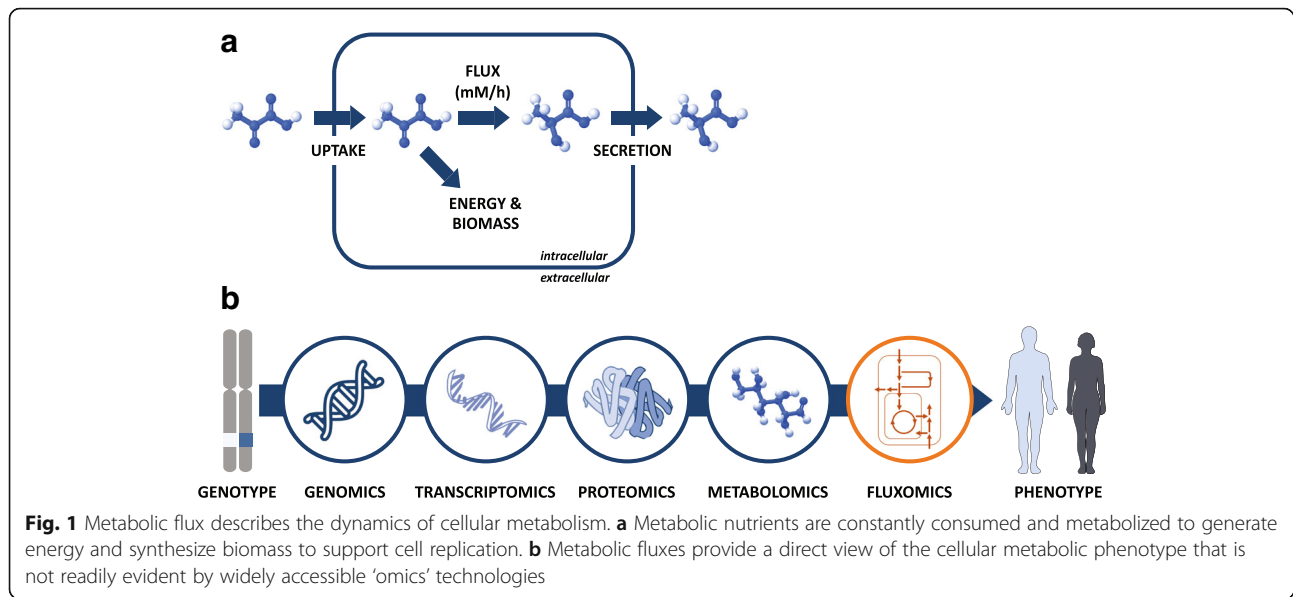 a
FLUX
(mM/h)
UPTAKE
SECRETION
ENERGY &
BIOMASS
intracellular
extracellular
b
GENOTYPE GENOMICS TRANSCRIPTOMICS PROTEOMICS METABOLOMICS FLUXOMICS PHENOTYPE
Fig. 1 Metabolic flux describes the dynamics of cellular metabolism. a Metabolic nutrients are constantly consumed and metabolized to generate
energy and synthesize biomass to support cell replication. b Metabolic fluxes provide a direct view of the cellular metabolic phenotype that is
not readily evident by widely accessible ‘omics’ technologies